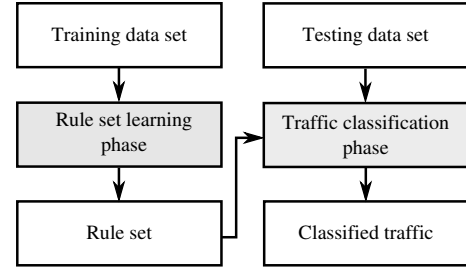 Training data set
Testing data set
Rule set learning
phase
Traffic classification
phase
Rule set
Classified traffic